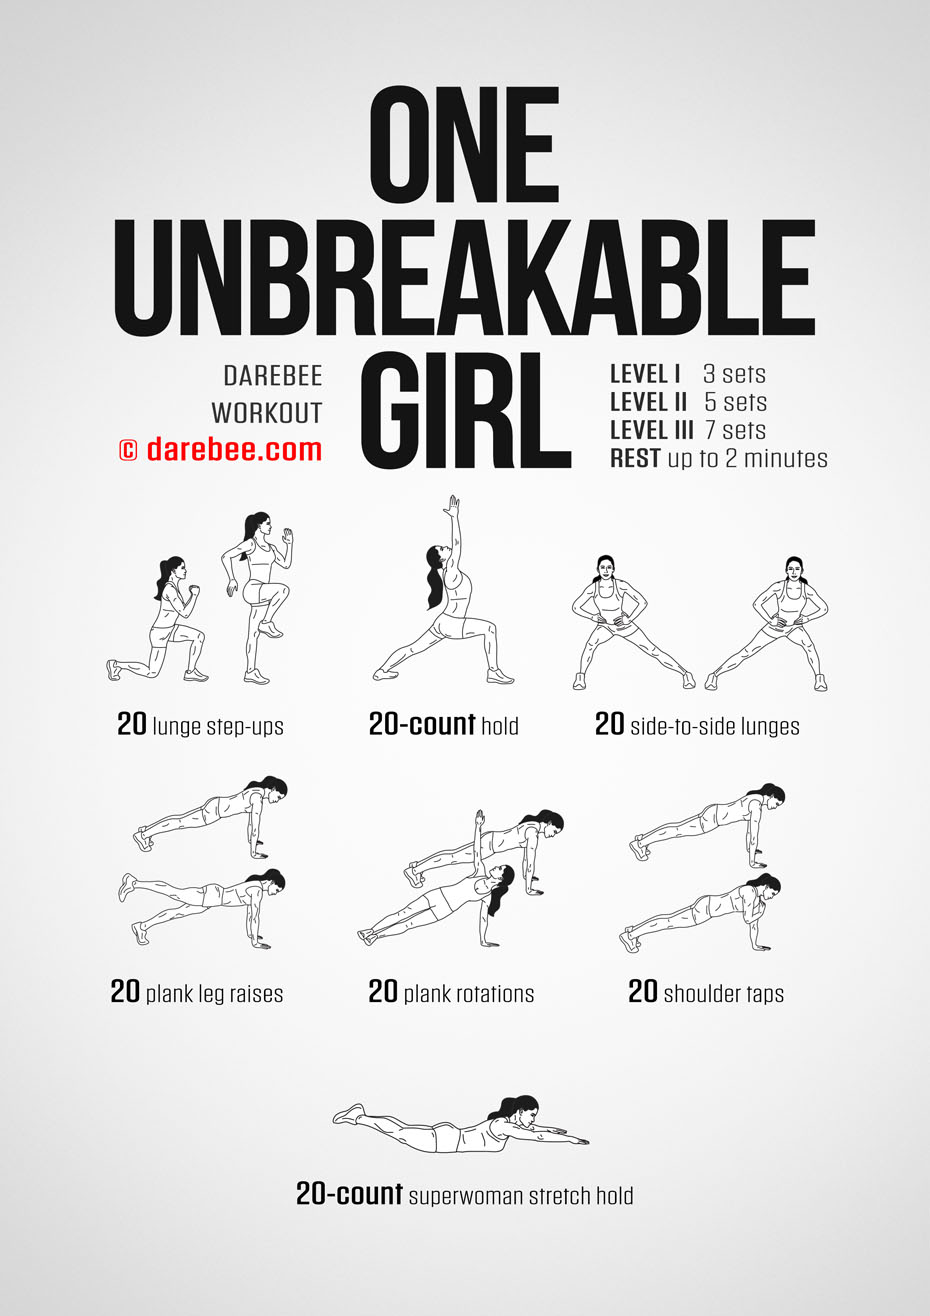 ONE
UNBREAKABLE
GIRL
DAREBEE
WORKOUT
© darebee.com
LEVEL I 3 sets
LEVEL II 5 sets
LEVEL III 7 sets
REST up to 2 minutes
20 lunge step-ups
20-count hold
20 side-to-side lunges
20 plank leg raises
20 plank rotations
20 shoulder taps
20-count superwoman stretch hold